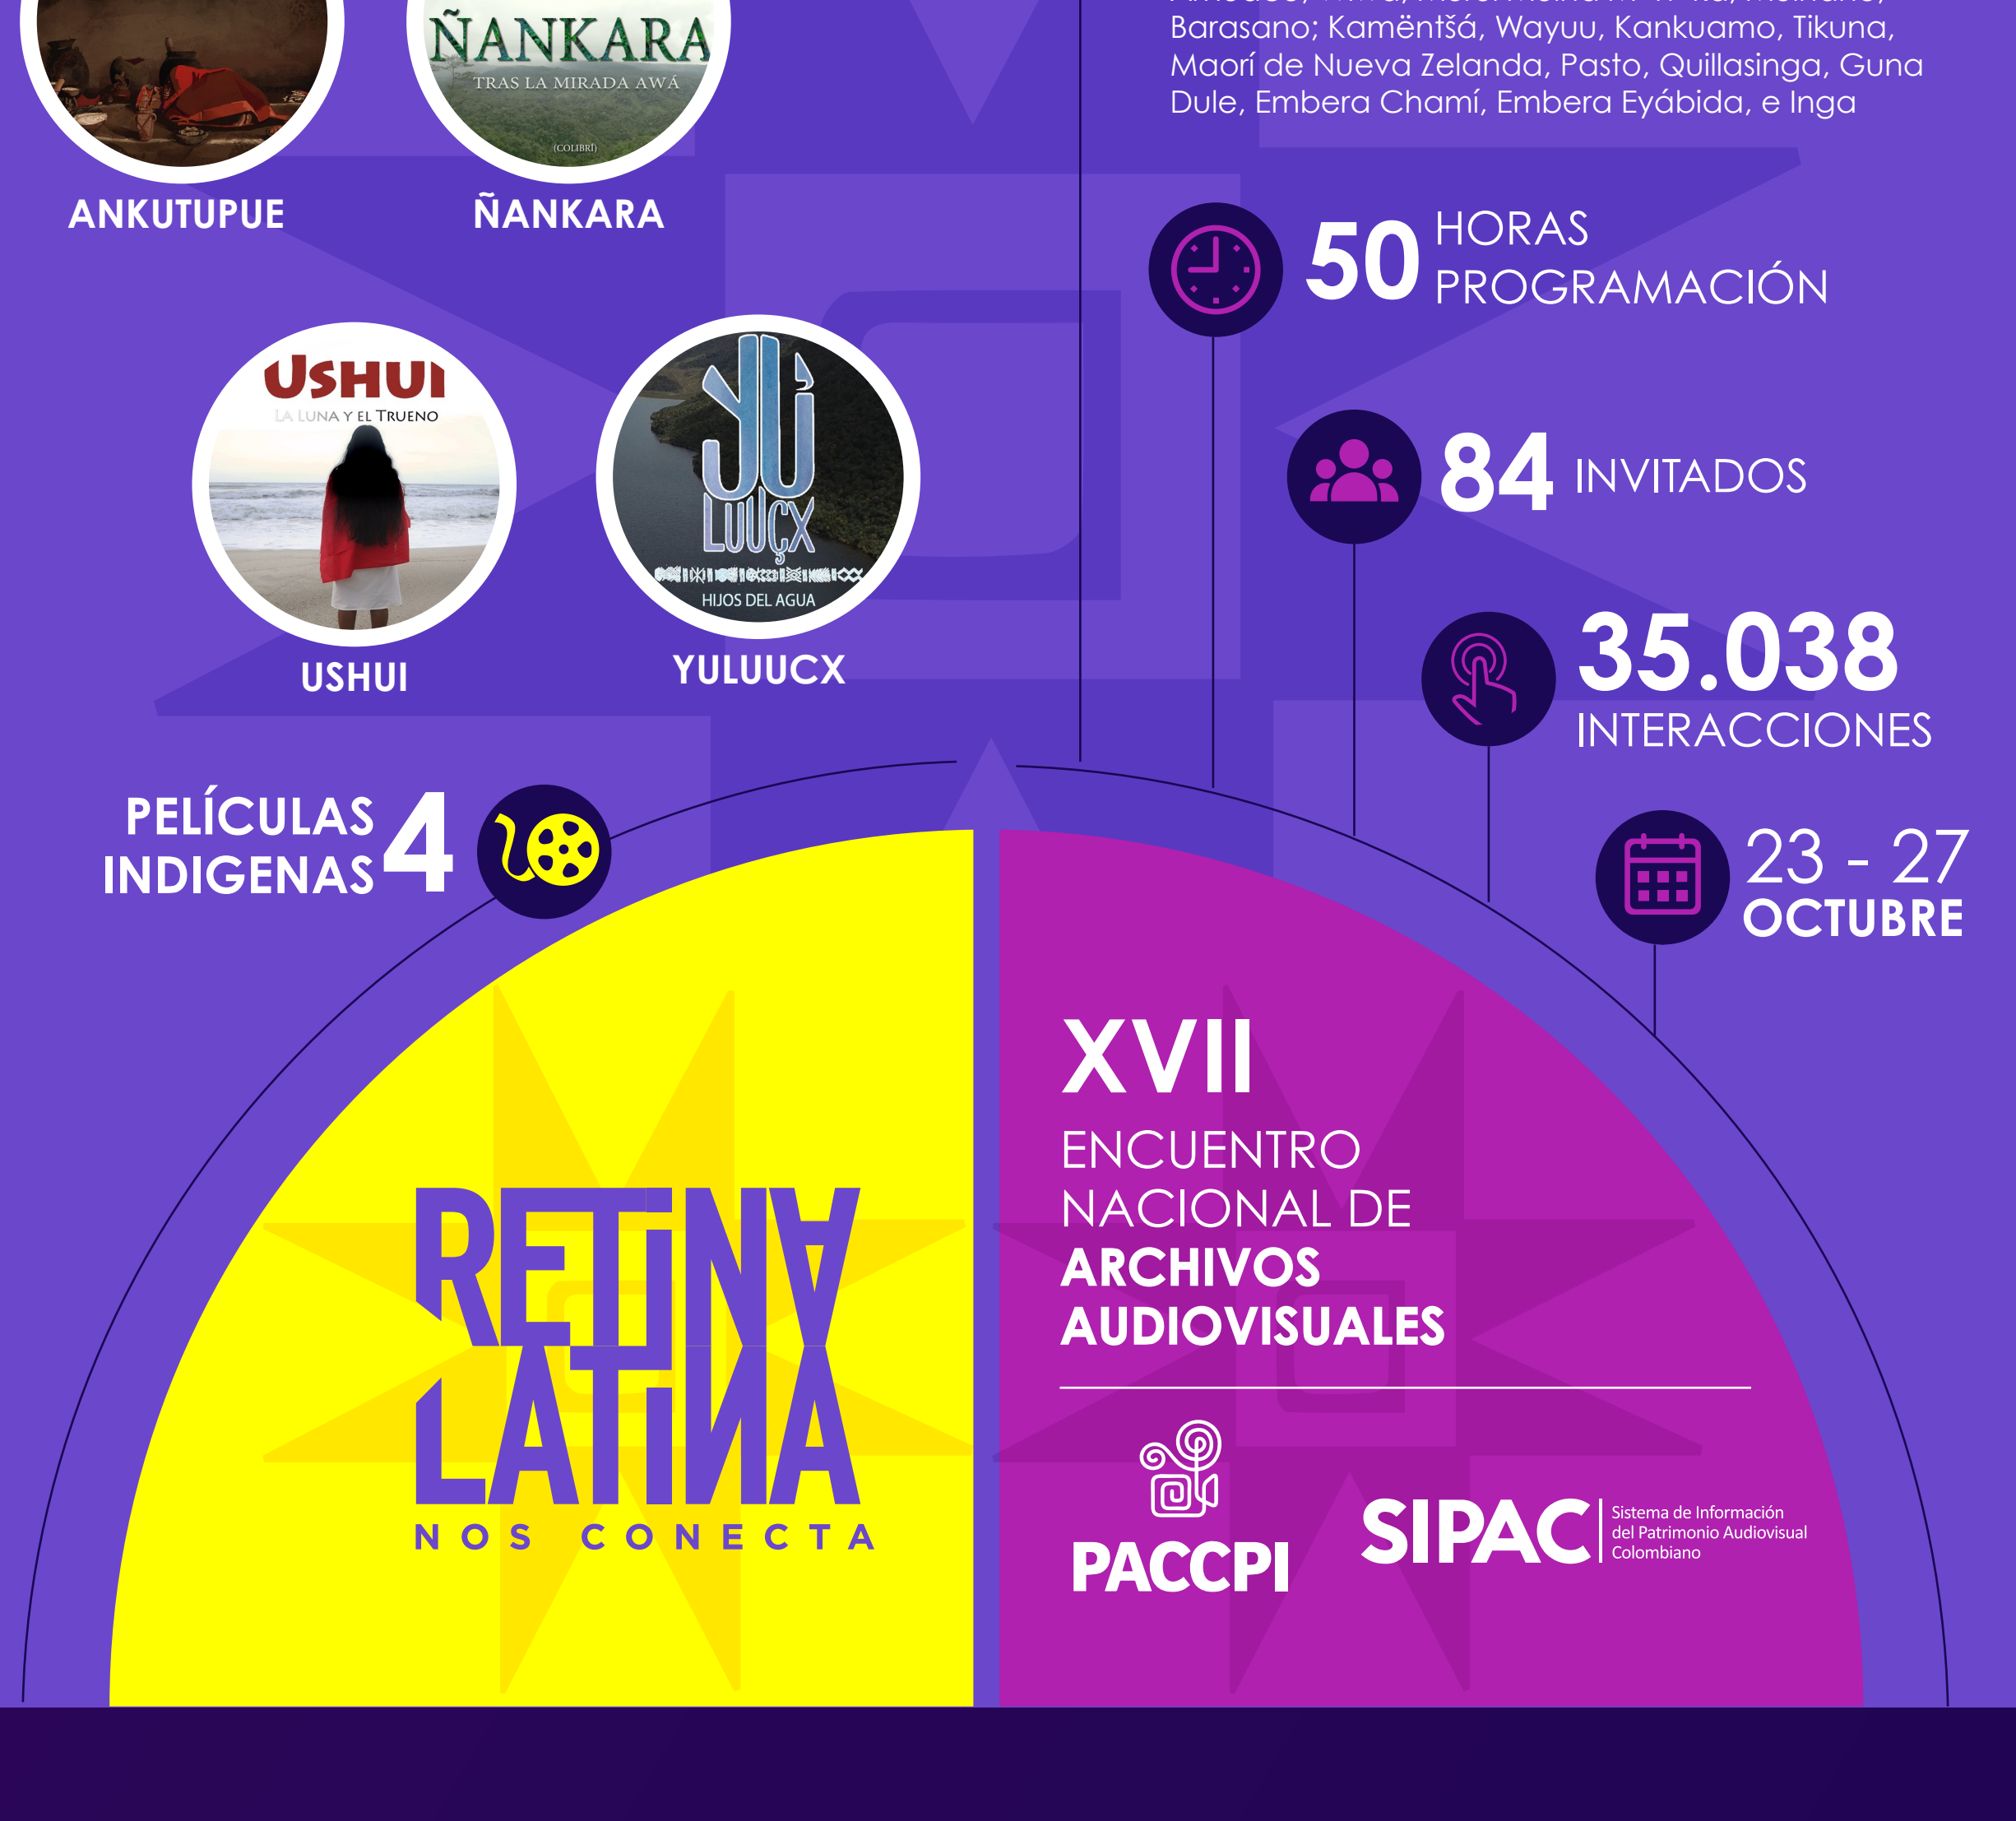 Barasano; Kamëntšá, Wayuu, Kankuamo, Tikuna,
Maorí de Nueva Zelanda, Pasto, Quillasinga, Guna
Dule, Embera Chamí, Embera Eyábida, e Inga
ÑANKARA
TRAS LA MIRADA AWÁ
(COLIBRÍ)
ANKUTUPUE
ÑANKARA
50 HORAS
PROGRAMACIÓN
USHUI
LA LUNA Y EL TRUENO
USHUI
YU
LUUÇX
HIJOS DEL AGUA
YULUUCX
84 INVITADOS
35.038
INTERACCIONES
23 - 27
OCTUBRE
PELÍCULAS
INDIGENAS 4
RETINA
LATINA
NOS CONECTA
XVII
ENCUENTRO
NACIONAL DE
ARCHIVOS
AUDIOVISUALES
PACCPI
SIPAC
Sistema de Información
del Patrimonio Audiovisual
Colombiano